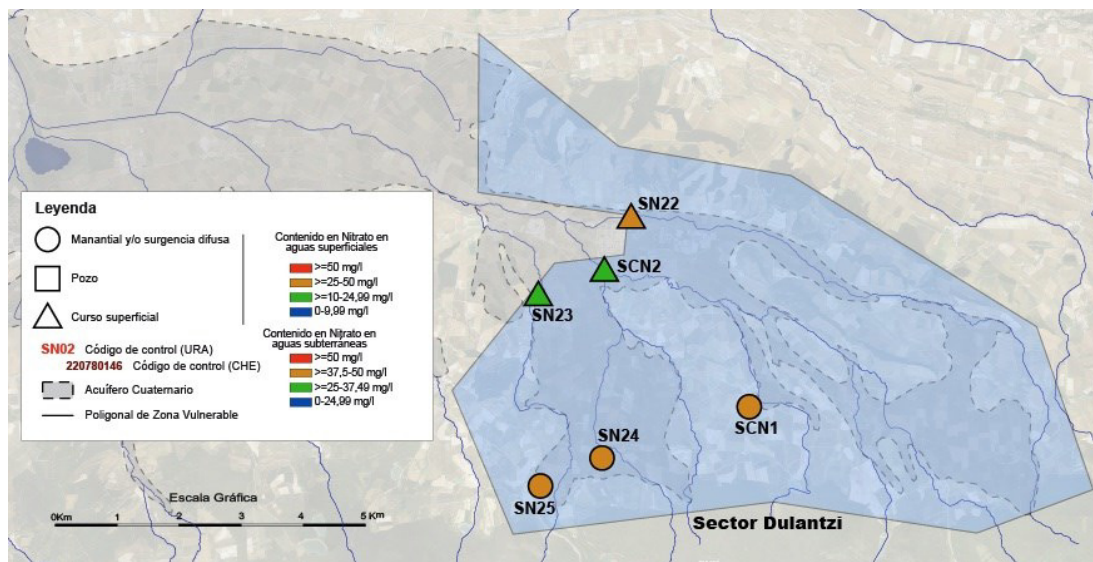 SN22
Leyenda
Manantial y/o surgencia difusa
Pozo
Curso superficial
SN02 Código de control (URA)
220780146 Código de control (CHE)
Acuífero Cuaternario
Poligonal de Zona Vulnerable
Contenido en Nitrato en
aguas superficiales
>=50 mg/l
>=25-50 mg/l
>=10-24,99 mg/l
0-9,99 mg/l
Contenido en Nitrato en
aguas subterráneas
>=50 mg/l
>=37,5-50 mg/l
>=25-37,49 mg/l
0-24,99 mg/l
SCN2
SN23
SCN1
SN24
SN25
Escala Gráfica
0Km 1 2 3 4 5 Km
Sector Dulantzi